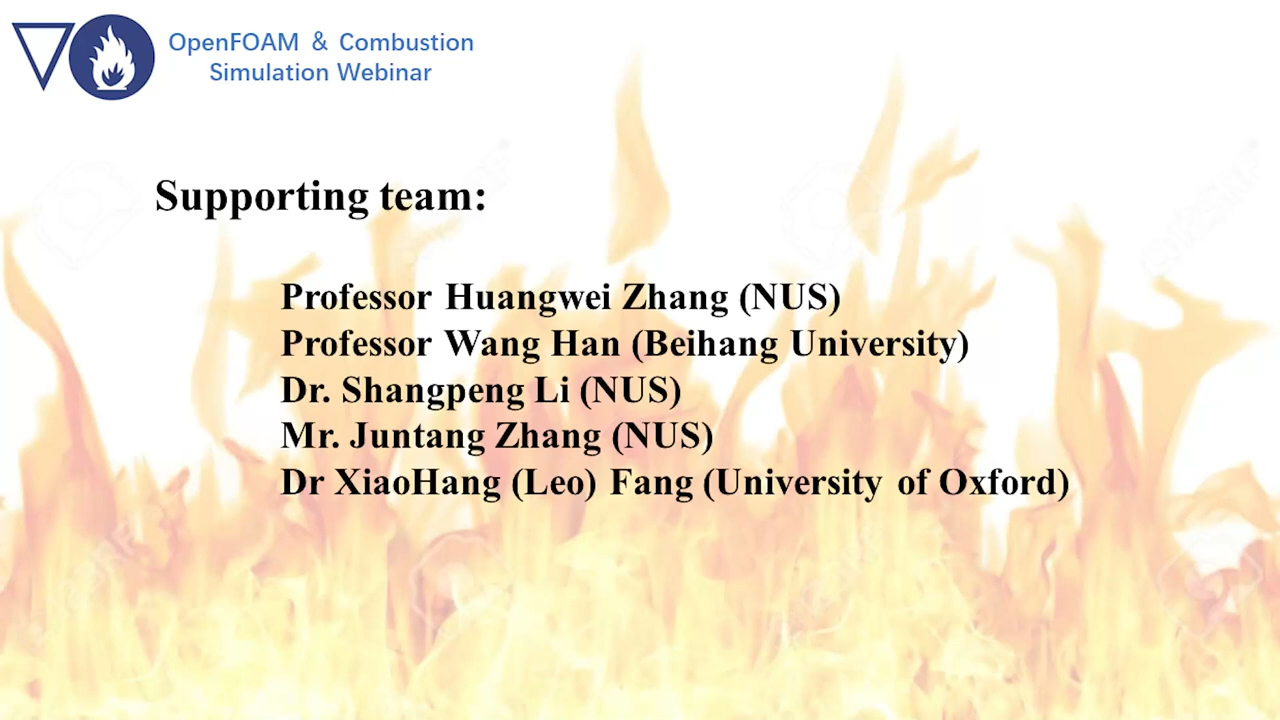 OpenFOAM & Combustion
Simulation Webinar
Supporting team:
Professor Huangwei Zhang (NUS)
Professor Wang Han (Beihang University)
Dr. Shangpeng Li (NUS)
Mr. Juntang Zhang (NUS)
Dr XiaoHang (Leo) Fang (University of Oxford)